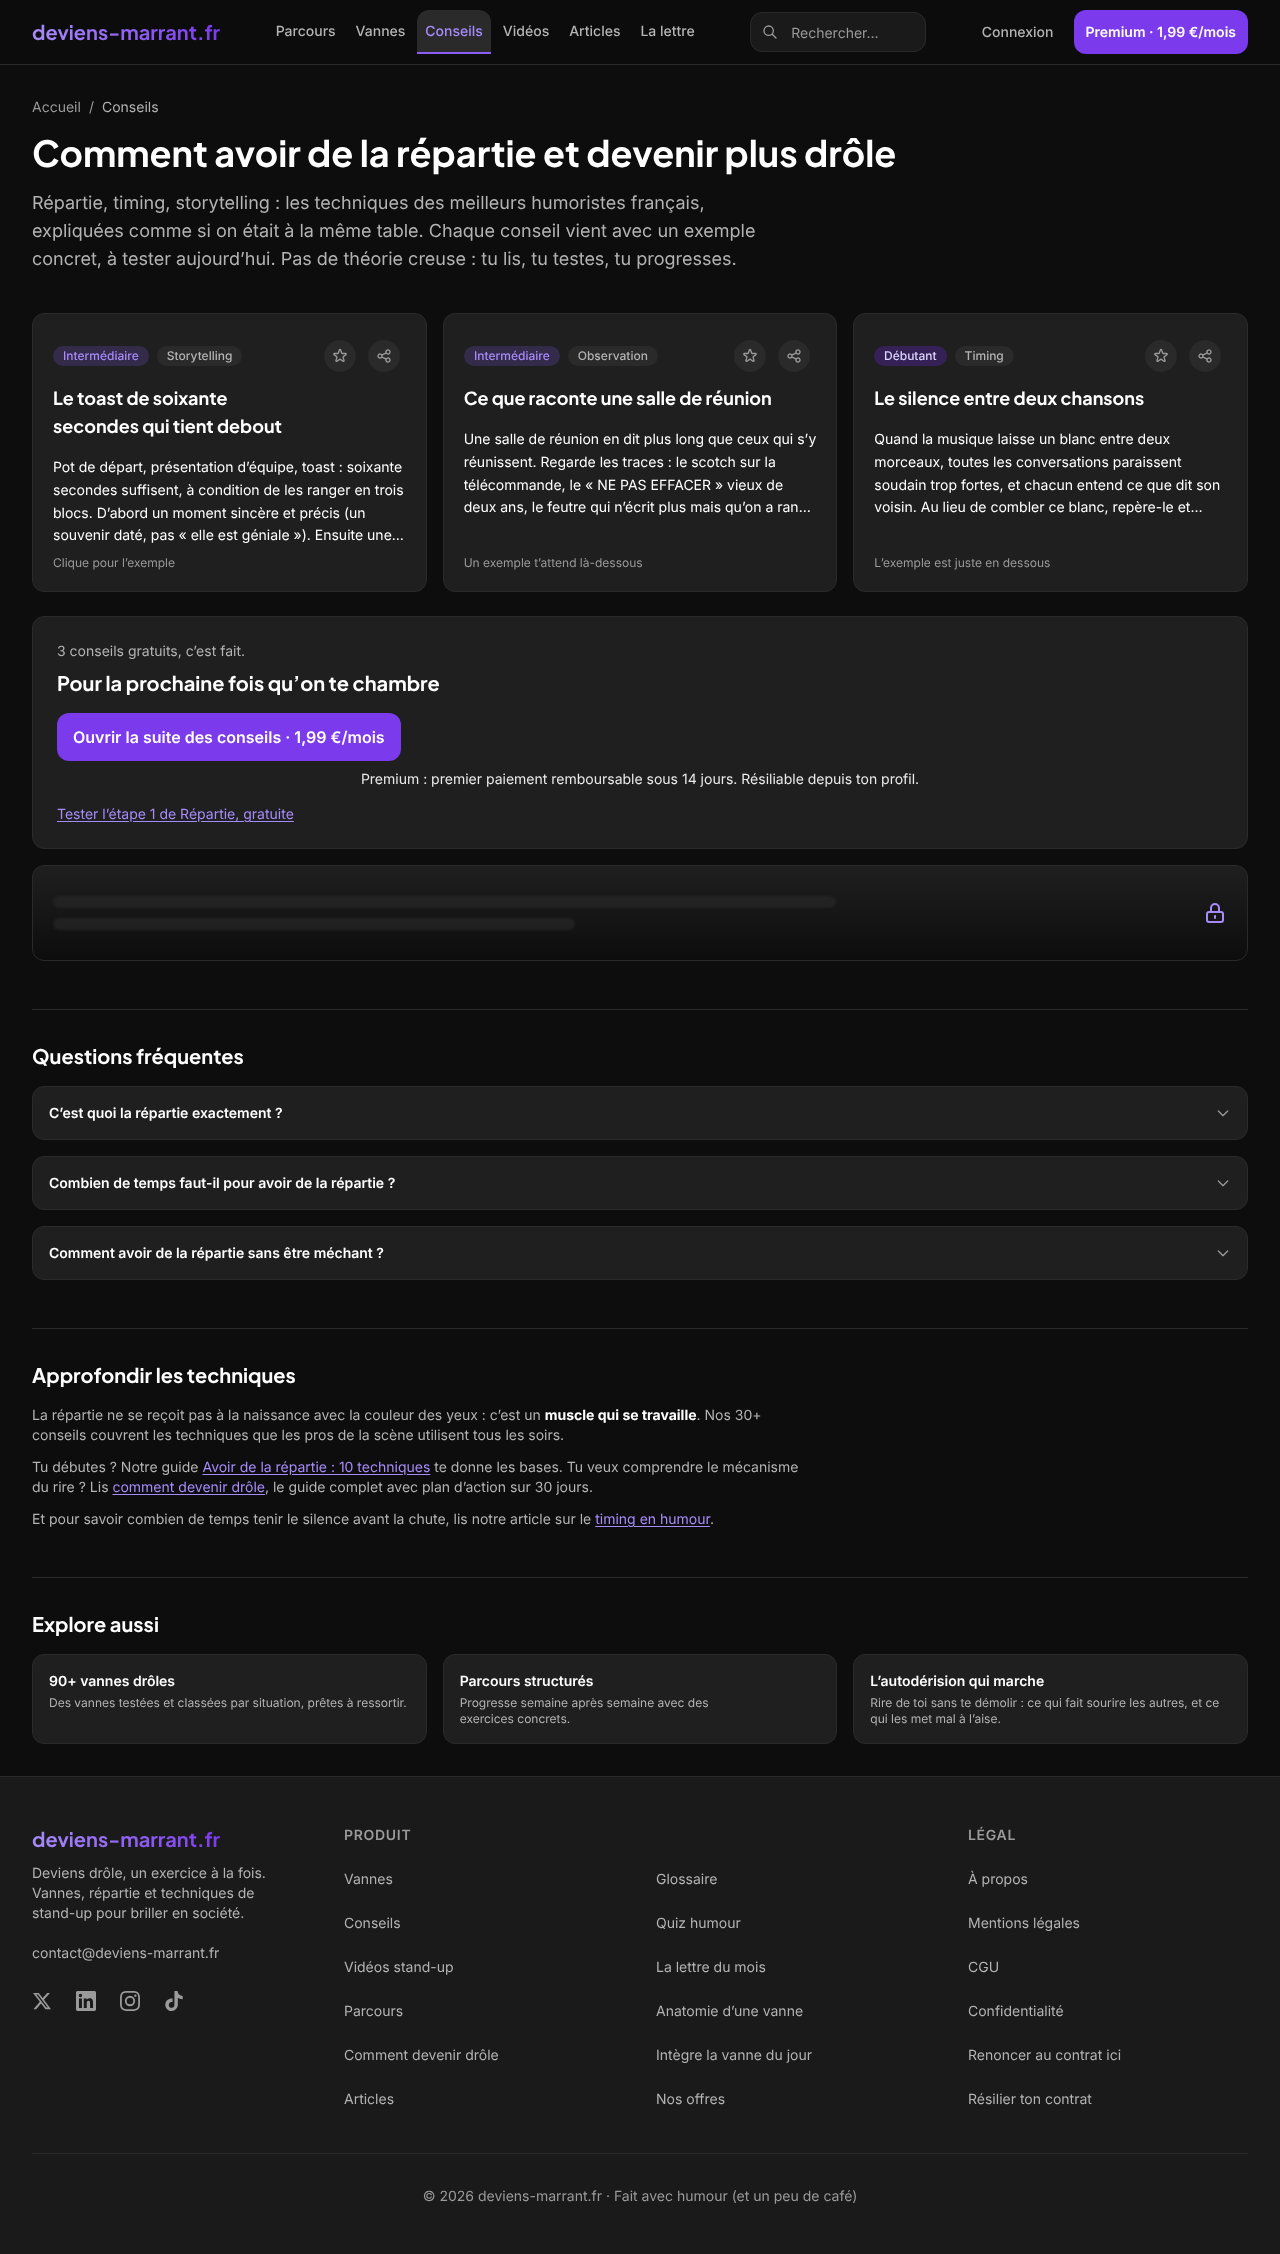 deviens-marrant.fr
Parcours
Vannes
Conseils
Vidéos
Articles
La lettre
Rechercher...
Connexion
Premium · 1,99 €/mois
Accueil / Conseils
Comment avoir de la répartie et devenir plus drôle
Répartie, timing, storytelling : les techniques des meilleurs humoristes français,
expliquées comme si on était à la même table. Chaque conseil vient avec un exemple
concret, à tester aujourd’hui. Pas de théorie creuse : tu lis, tu testes, tu progresses.
Intermédiaire
Storytelling
Le toast de soixante
secondes qui tient debout
Pot de départ, présentation d’équipe, toast : soixante
secondes suffisent, à condition de les ranger en trois
blocs. D’abord un moment sincère et précis (un
souvenir daté, pas « elle est géniale »). Ensuite une...
Clique pour l’exemple
Intermédiaire
Observation
Ce que raconte une salle de réunion
Une salle de réunion en dit plus long que ceux qui s’y
réunissent. Regarde les traces : le scotch sur la
télécommande, le « NE PAS EFFACER » vieux de
deux ans, le feutre qui n’écrit plus mais qu’on a ran...
Un exemple t’attend là-dessous
Débutant
Timing
Le silence entre deux chansons
Quand la musique laisse un blanc entre deux
morceaux, toutes les conversations paraissent
soudain trop fortes, et chacun entend ce que dit son
voisin. Au lieu de combler ce blanc, repère-le et...
L’exemple est juste en dessous
3 conseils gratuits, c’est fait.
Pour la prochaine fois qu’on te chambre
Ouvrir la suite des conseils · 1,99 €/mois
Premium : premier paiement remboursable sous 14 jours. Résiliable depuis ton profil.
Tester l’étape 1 de Répartie, gratuite
Questions fréquentes
C’est quoi la répartie exactement ?
Combien de temps faut-il pour avoir de la répartie ?
Comment avoir de la répartie sans être méchant ?
Approfondir les techniques
La répartie ne se reçoit pas à la naissance avec la couleur des yeux : c’est un muscle qui se travaille. Nos 30+
conseils couvrent les techniques que les pros de la scène utilisent tous les soirs.
Tu débutes ? Notre guide Avoir de la répartie : 10 techniques te donne les bases. Tu veux comprendre le mécanisme
du rire ? Lis comment devenir drôle, le guide complet avec plan d’action sur 30 jours.
Et pour savoir combien de temps tenir le silence avant la chute, lis notre article sur le timing en humour.
Explore aussi
90+ vannes drôles
Des vannes testées et classées par situation, prêtes à ressortir.
Parcours structurés
Progresse semaine après semaine avec des
exercices concrets.
L’autodérision qui marche
Rire de toi sans te démolir : ce qui fait sourire les autres, et ce
qui les met mal à l’aise.
deviens-marrant.fr
Deviens drôle, un exercice à la fois.
Vannes, répartie et techniques de
stand-up pour briller en société.
contact@deviens-marrant.fr
PRODUIT
Vannes
Conseils
Vidéos stand-up
Parcours
Comment devenir drôle
Articles
Glossaire
Quiz humour
La lettre du mois
Anatomie d’une vanne
Intègre la vanne du jour
Nos offres
LÉGAL
À propos
Mentions légales
CGU
Confidentialité
Renoncer au contrat ici
Résilier ton contrat
© 2026 deviens-marrant.fr · Fait avec humour (et un peu de café)